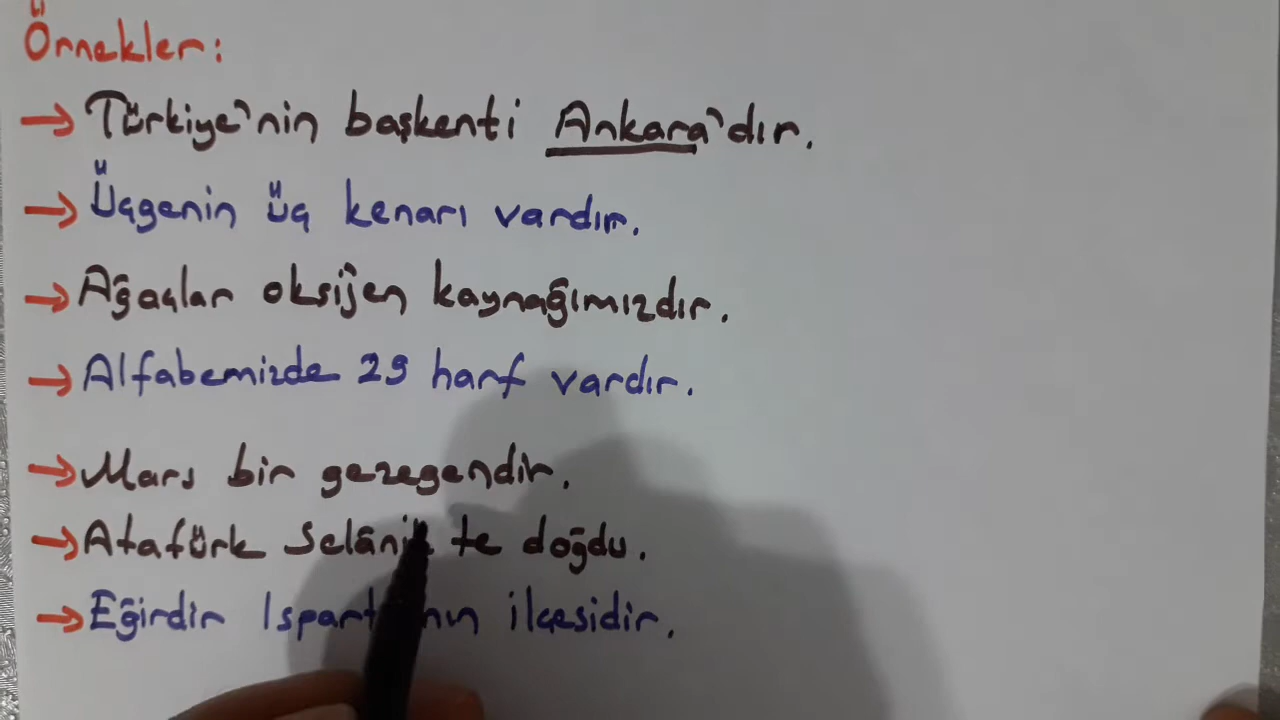 Örnekler:
→ Türkiye'nin başkenti Ankara'dır.
→ Üçgenin üç kenarı vardır.
→ Ağaçlar oksijen kaynağımızdır.
→ Alfabemizde 29 harf vardır.
→ Mars bir gezegendir.
→ Atatürk te doğdu.
→ Eğirdir ilçesidir.